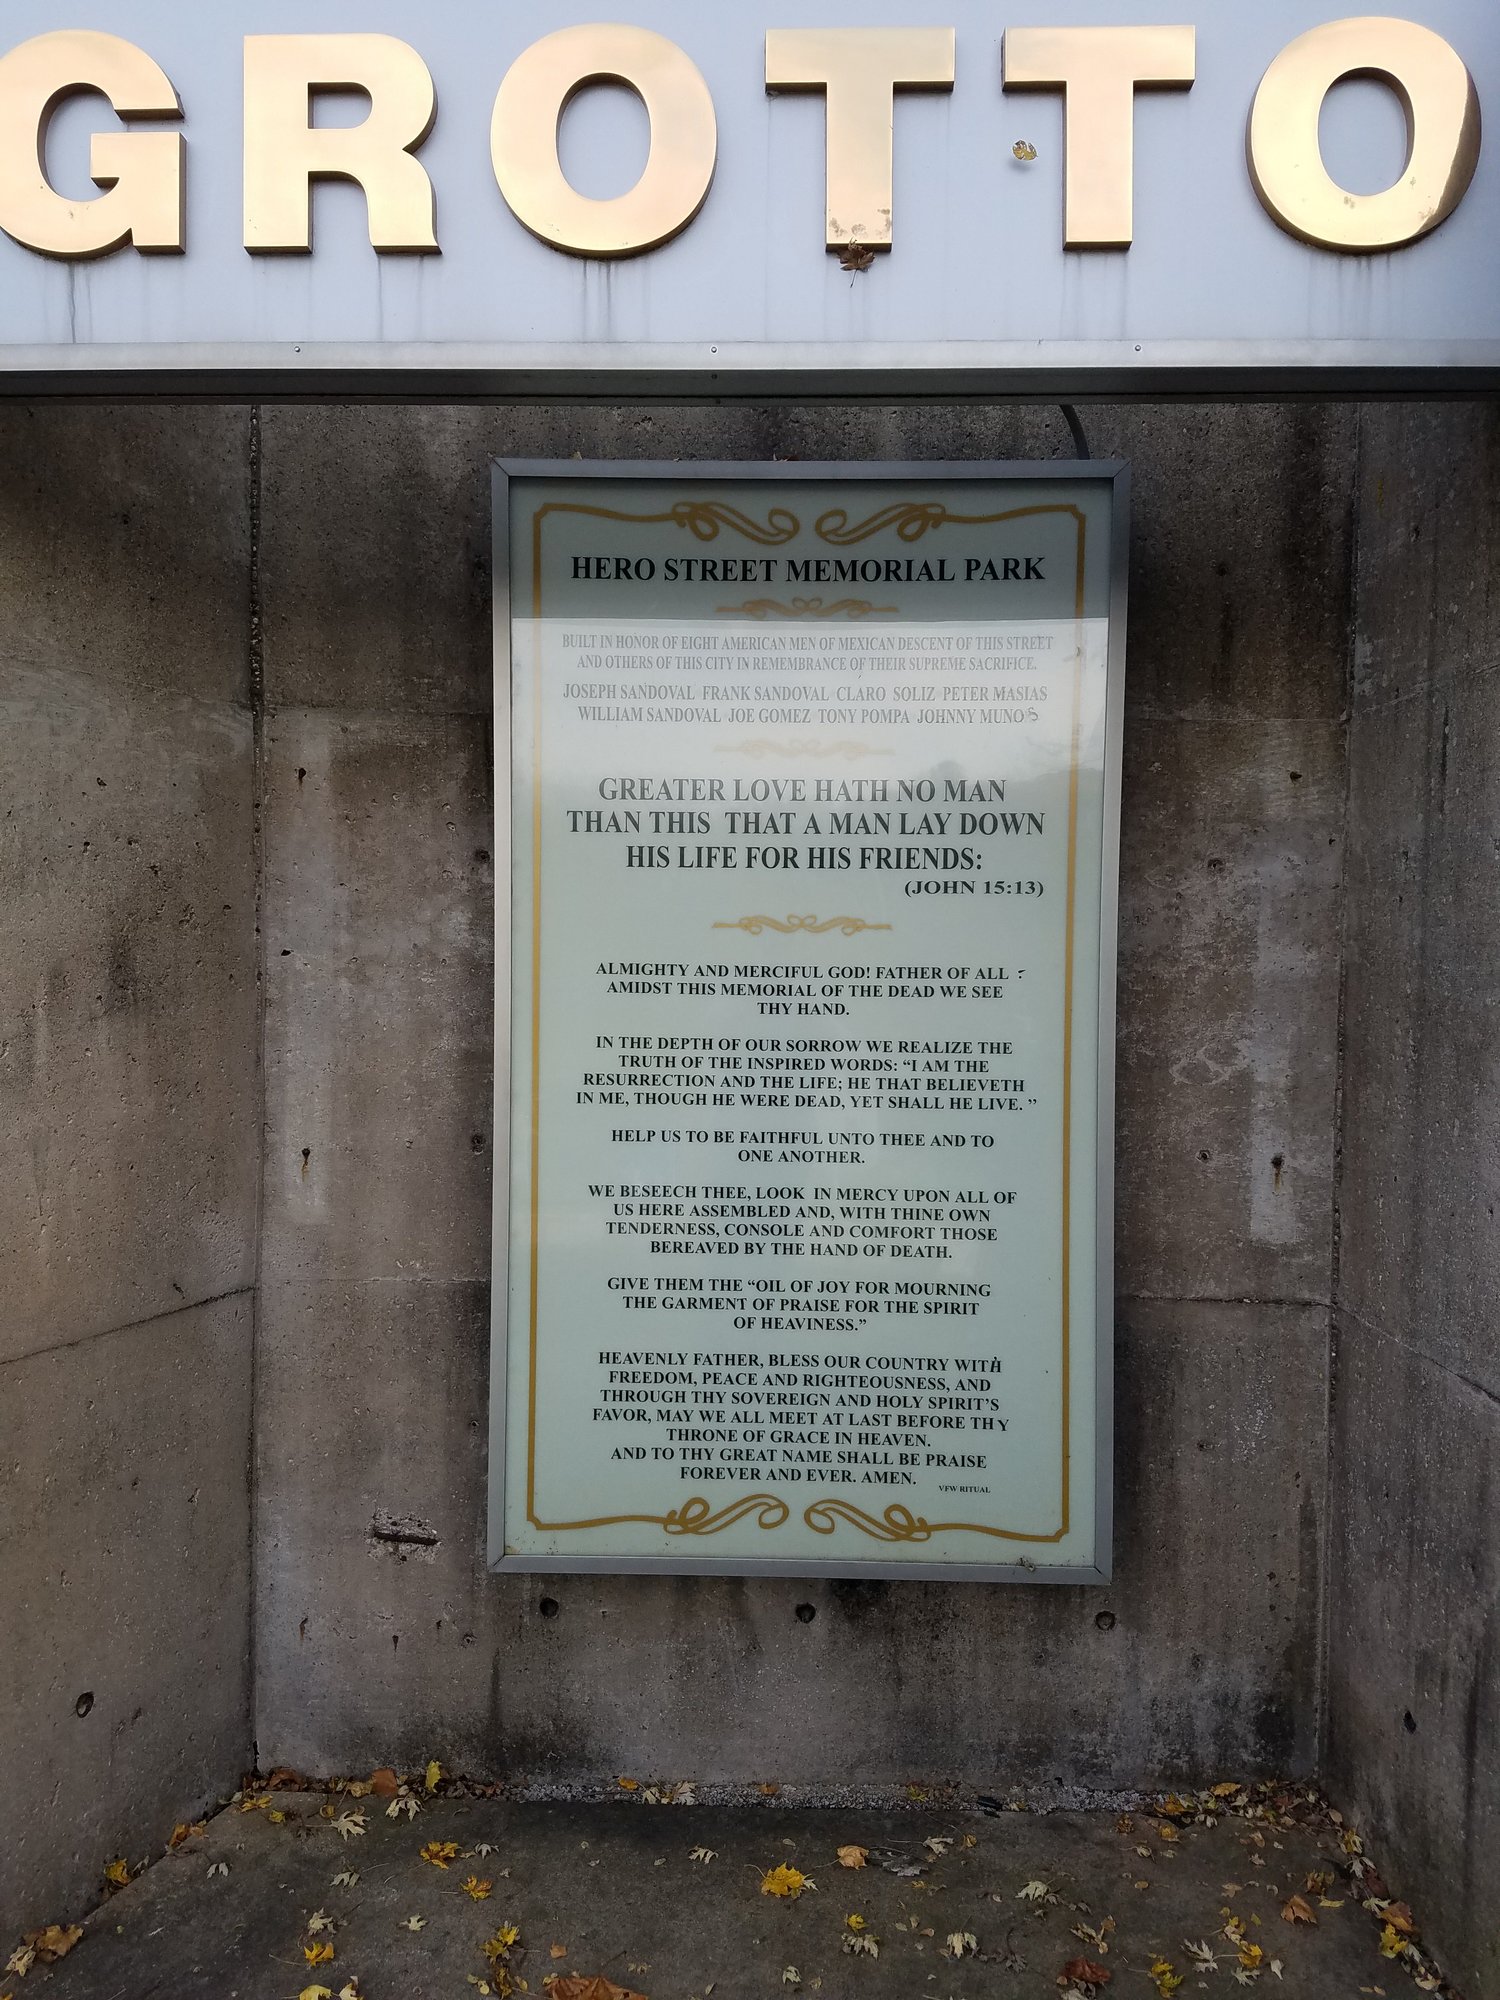 GROTTO
HERO STREET MEMORIAL PARK
BUILT IN HONOR OF EIGHT AMERICAN MEN OF MEXICAN DESCENT OF THIS STREET
AND OTHERS OF THIS CITY IN REMEMBRANCE OF THEIR SUPREME SACRIFICE.
JOSEPH SANDOVAL FRANK SANDOVAL CLARO SOLIZ PETER MASIAS
WILLIAM SANDOVAL JOE GOMEZ TONY POMPA JOHNNY MUNOS
GREATER LOVE HATH NO MAN
THAN THIS THAT A MAN LAY DOWN
HIS LIFE FOR HIS FRIENDS:
(JOHN 15:13)
ALMIGHTY AND MERCIFUL GOD! FATHER OF ALL -
AMIDST THIS MEMORIAL OF THE DEAD WE SEE
THY HAND.
IN THE DEPTH OF OUR SORROW WE REALIZE THE
TRUTH OF THE INSPIRED WORDS: “I AM THE
RESURRECTION AND THE LIFE; HE THAT BELIEVETH
IN ME, THOUGH HE WERE DEAD, YET SHALL HE LIVE. ”
HELP US TO BE FAITHFUL UNTO THEE AND TO
ONE ANOTHER.
WE BESEECH THEE, LOOK IN MERCY UPON ALL OF
US HERE ASSEMBLED AND, WITH THINE OWN
TENDERNESS, CONSOLE AND COMFORT THOSE
BEREAVED BY THE HAND OF DEATH.
GIVE THEM THE “OIL OF JOY FOR MOURNING
THE GARMENT OF PRAISE FOR THE SPIRIT
OF HEAVINESS.”
HEAVENLY FATHER, BLESS OUR COUNTRY WITH
FREEDOM, PEACE AND RIGHTEOUSNESS, AND
THROUGH THY SOVEREIGN AND HOLY SPIRIT’S
FAVOR, MAY WE ALL MEET AT LAST BEFORE THY
THRONE OF GRACE IN HEAVEN.
AND TO THY GREAT NAME SHALL BE PRAISE
FOREVER AND EVER. AMEN.
VFW RITUAL